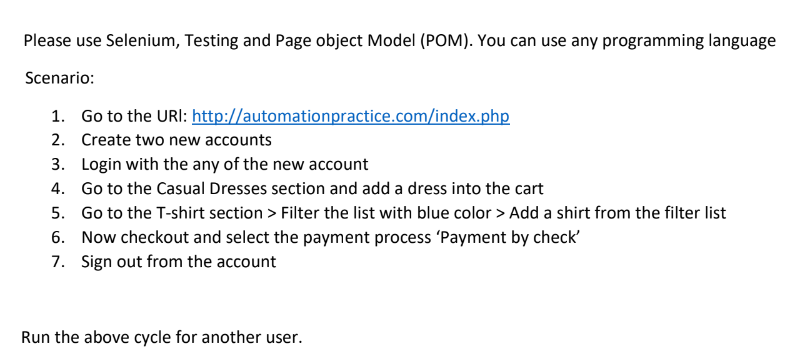 Please use Selenium, Testing and Page object Model (POM). You can use any programming language
Scenario:
1. Go to the URl: http://automationpractice.com/index.php
2. Create two new accounts
3. Login with the any of the new account
4. Go to the Casual Dresses section and add a dress into the cart
5. Go to the T-shirt section > Filter the list with blue color > Add a shirt from the filter list
6. Now checkout and select the payment process ‘Payment by check’
7. Sign out from the account
Run the above cycle for another user.